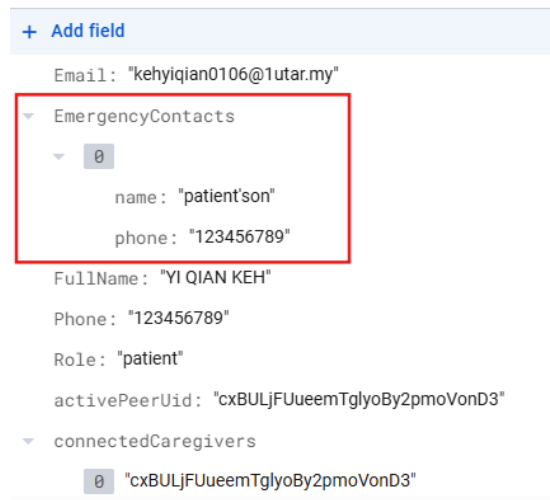 + Add field
Email: "kehyiqian0106@1utar.my"
EmergencyContacts
0
name: "patient'son"
phone: "123456789"
FullName: "YI QIAN KEH"
Phone: "123456789"
Role: "patient"
activePeerUid: "cxBULjFUueemTglyoBy2pmoVonD3"
connectedCaregivers
0 "cxBULjFUueemTglyoBy2pmoVonD3"